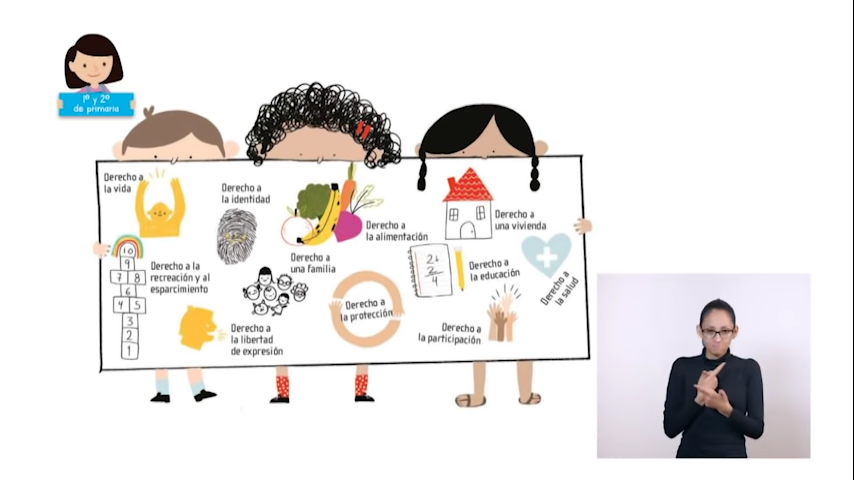 1º y 2º
de primaria
Derecho a
la vida
Derecho a
la identidad
Derecho a
la alimentación
Derecho a
una vivienda
Derecho a la
recreación y al
esparcimiento
Derecho a
una familia
Derecho a
la protección
Derecho a
la educación
Derecho a
la salud
Derecho a
la libertad
de expresión
Derecho a
la participación
10
9
7 8
6
4 5
3
2
1
2+
2
4